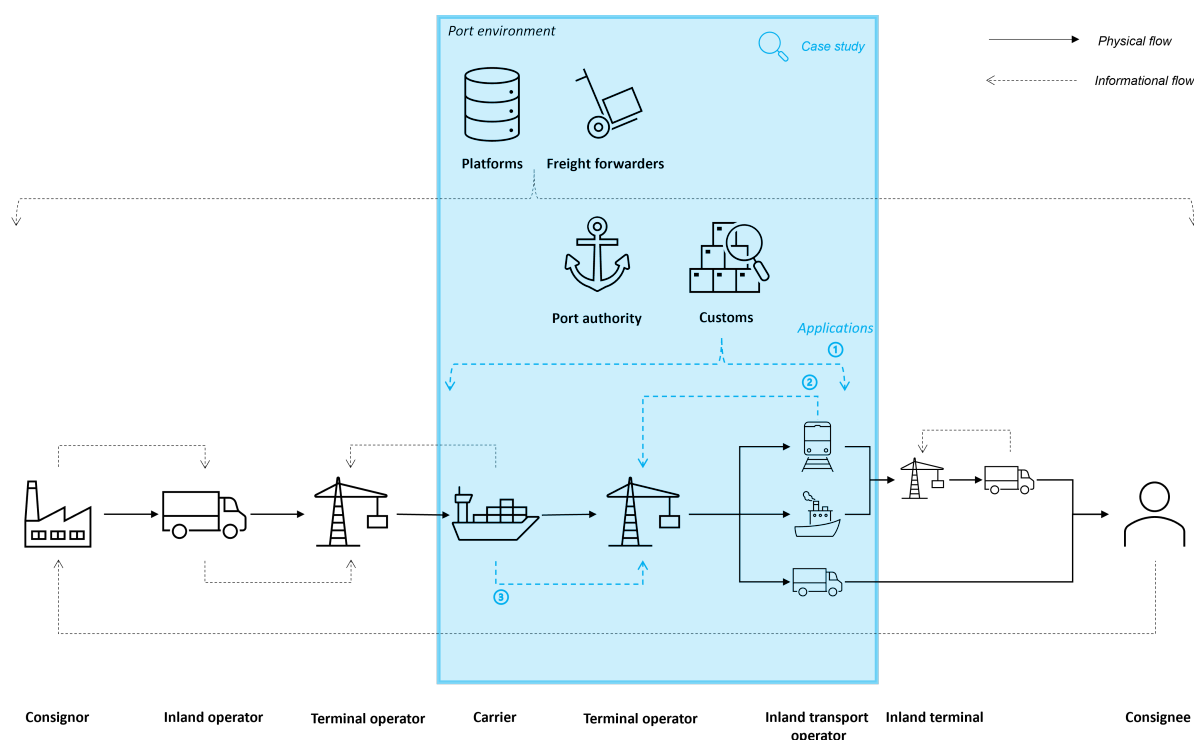 Port environment
Case study
Physical flow
Informational flow
Platforms
Freight forwarders
Port authority
Customs
Applications
1
2
3
Consignor
Inland operator
Terminal operator
Carrier
Terminal operator
Inland transport
operator
Inland terminal
Consignee